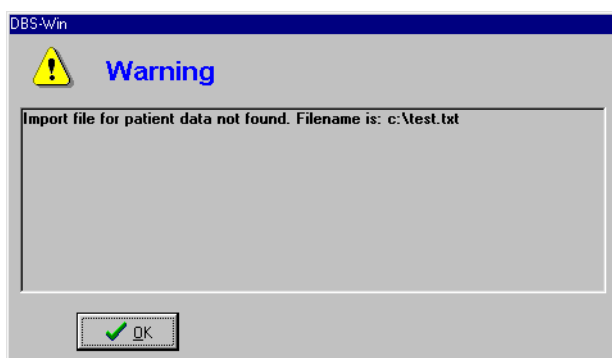 DBS-Win
Warning
Import file for patient data not found. Filename is: c:\test.txt
OK